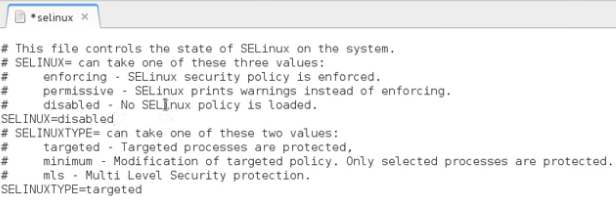 *selinux ×
# This file controls the state of SELinux on the system.
# SELINUX= can take one of these three values:
#     enforcing - SELinux security policy is enforced.
#     permissive - SELinux prints warnings instead of enforcing.
#     disabled - No SELinux policy is loaded.
SELINUX=disabled
# SELINUXTYPE= can take one of these two values:
#     targeted - Targeted processes are protected,
#     minimum - Modification of targeted policy. Only selected processes are protected.
#     mls - Multi Level Security protection.
SELINUXTYPE=targeted